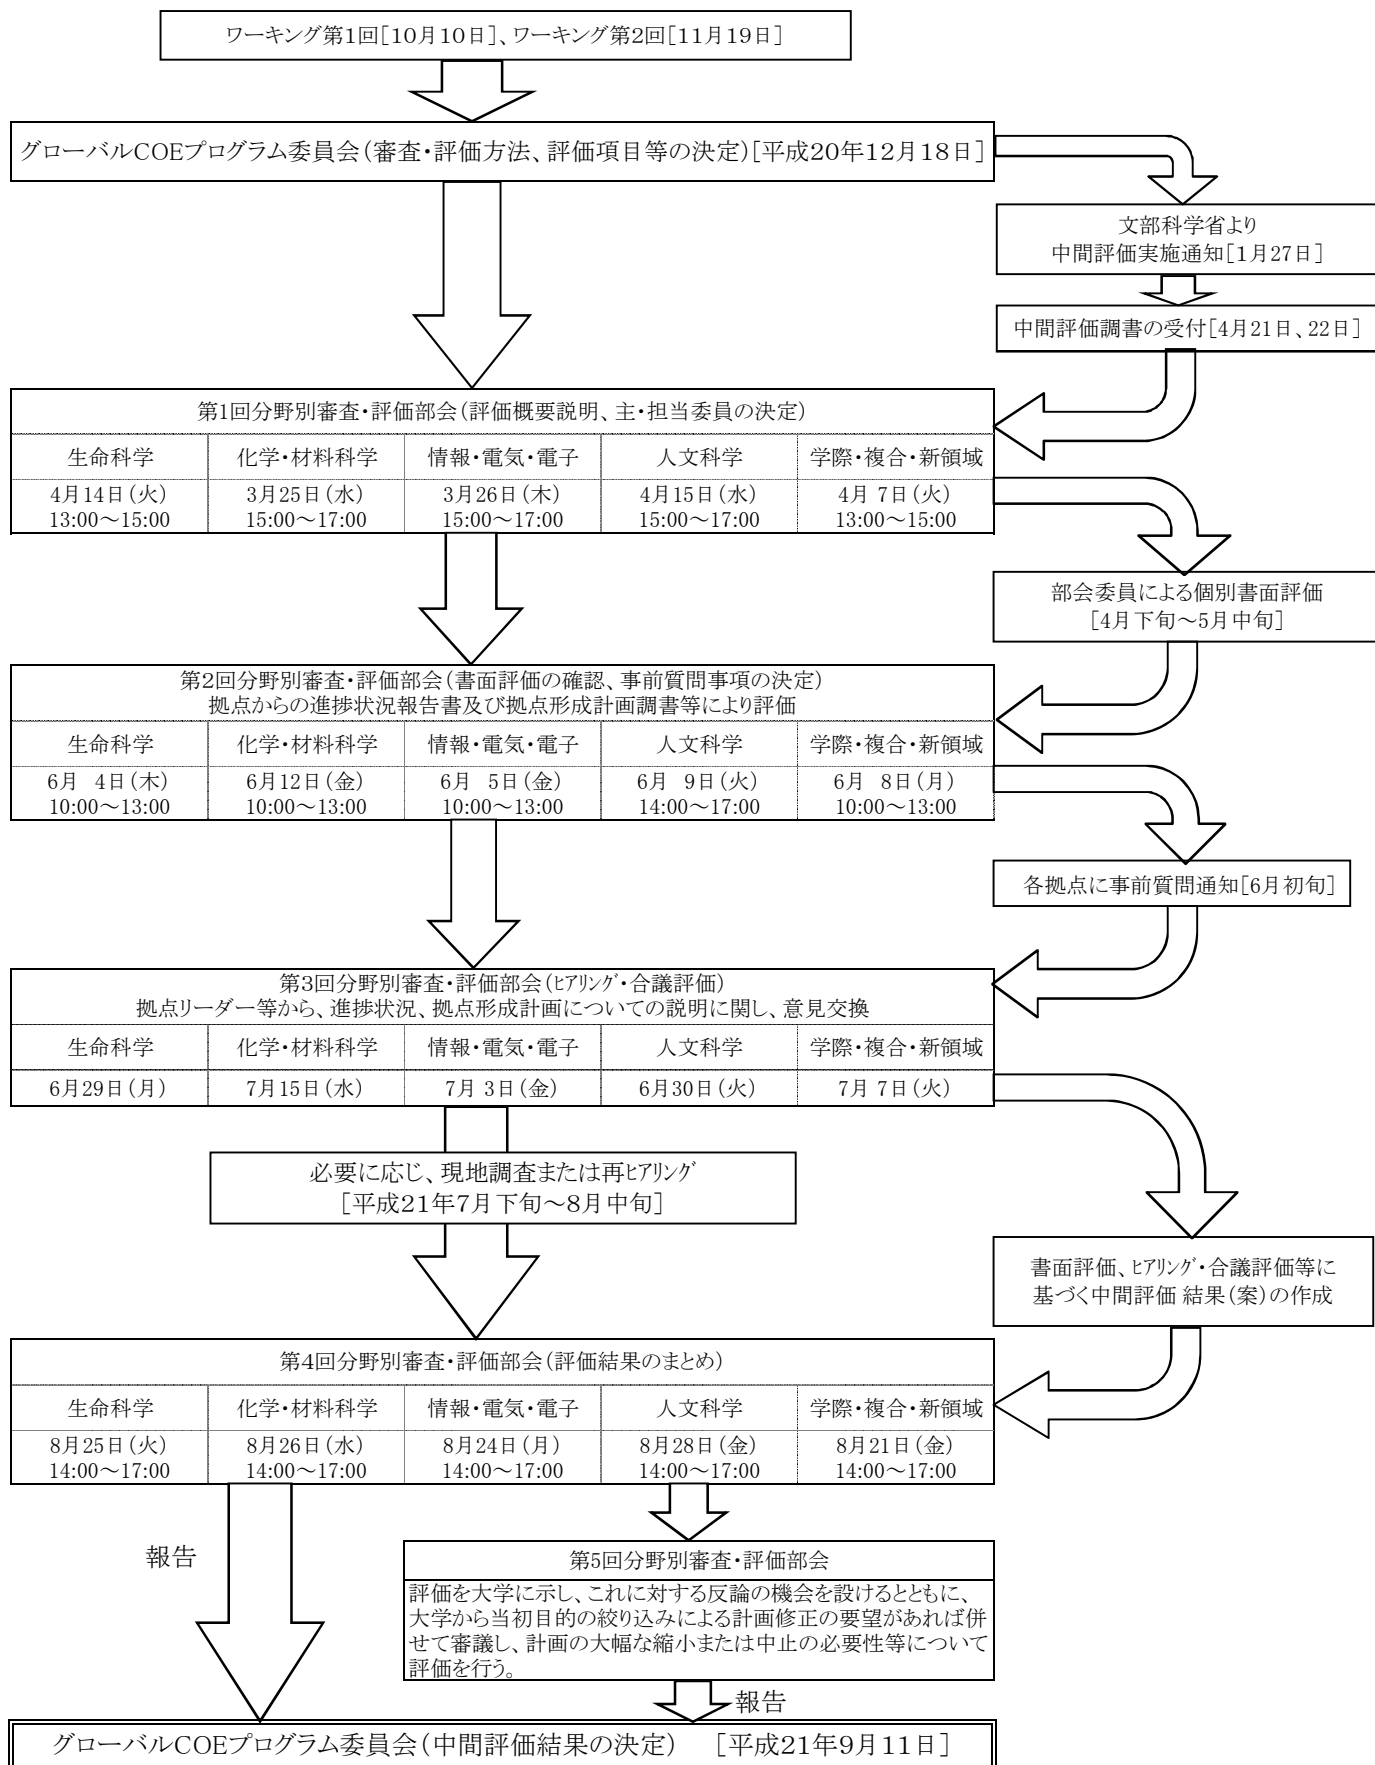 ワーキング第1回[10月10日]、ワーキング第2回[11月19日]
グローバルCOEプログラム委員会(審査・評価方法、評価項目等の決定)[平成20年12月18日]
文部科学省より
中間評価実施通知[1月27日]
中間評価調書の受付[4月21日、22日]
第1回分野別審査・評価部会(評価概要説明、主・担当委員の決定)
生命科学 化学・材料科学 情報・電気・電子 人文科学 学際・複合・新領域
4月14日(火) 3月25日(水) 3月26日(木) 4月15日(水) 4月 7日(火)
13:00～15:00 15:00～17:00 15:00～17:00 15:00～17:00 13:00～15:00
部会委員による個別書面評価
[4月下旬～5月中旬]
第2回分野別審査・評価部会(書面評価の確認、事前質問事項の決定)
拠点からの進捗状況報告書及び拠点形成計画調書等により評価
生命科学 化学・材料科学 情報・電気・電子 人文科学 学際・複合・新領域
6月 4日(木) 6月12日(金) 6月 5日(金) 6月 9日(火) 6月 8日(月)
10:00～13:00 10:00～13:00 10:00～13:00 14:00～17:00 10:00～13:00
各拠点に事前質問通知[6月初旬]
第3回分野別審査・評価部会(ﾋｱﾘﾝｸﾞ・合議評価)
拠点リーダー等から、進捗状況、拠点形成計画についての説明に関し、意見交換
生命科学 化学・材料科学 情報・電気・電子 人文科学 学際・複合・新領域
6月29日(月) 7月15日(水) 7月 3日(金) 6月30日(火) 7月 7日(火)
必要に応じ、現地調査または再ﾋｱﾘﾝｸﾞ
[平成21年7月下旬～8月中旬]
書面評価、ﾋｱﾘﾝｸﾞ・合議評価等に
基づく中間評価 結果(案)の作成
第4回分野別審査・評価部会(評価結果のまとめ)
生命科学 化学・材料科学 情報・電気・電子 人文科学 学際・複合・新領域
8月25日(火) 8月26日(水) 8月24日(月) 8月28日(金) 8月21日(金)
14:00～17:00 14:00～17:00 14:00～17:00 14:00～17:00 14:00～17:00
報告
第5回分野別審査・評価部会
評価を大学に示し、これに対する反論の機会を設けるとともに、
大学から当初目的の絞り込みによる計画修正の要望があれば併
せて審議し、計画の大幅な縮小または中止の必要性等について
評価を行う。
報告
グローバルCOEプログラム委員会(中間評価結果の決定) [平成21年9月11日]